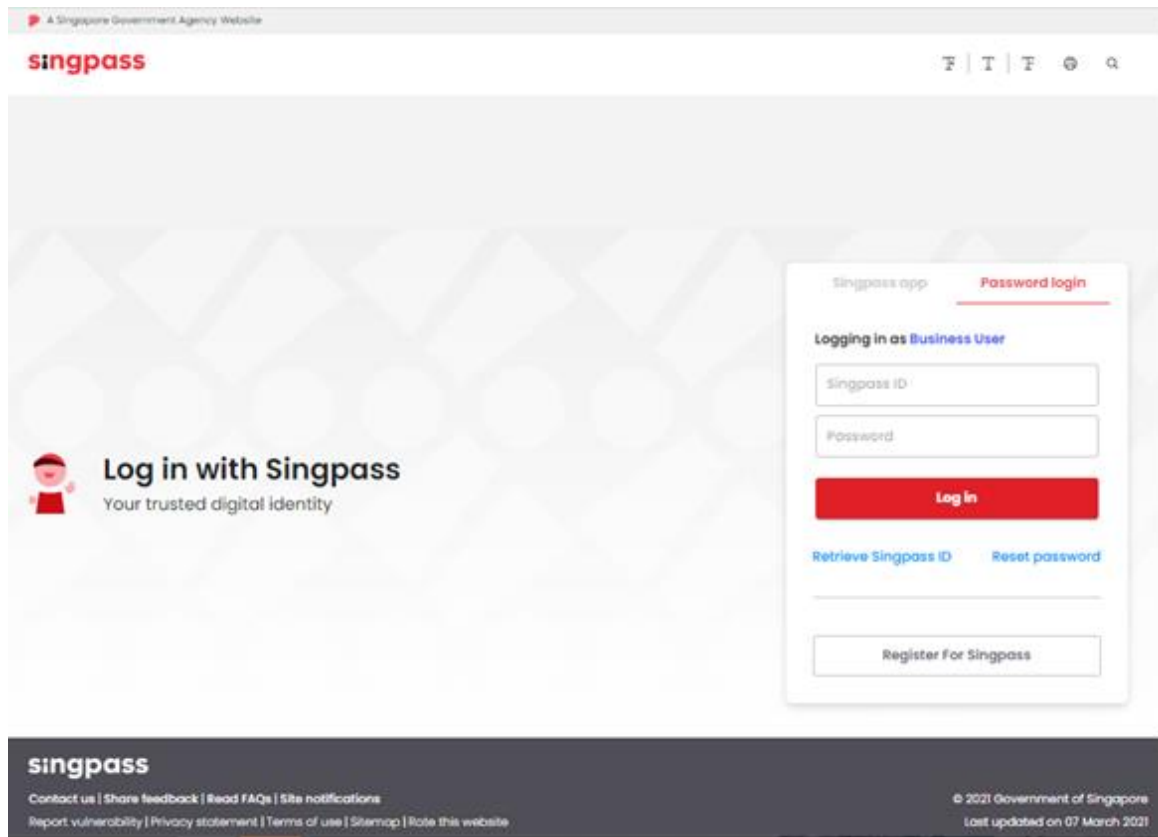 A Singapore Government Agency Website
singpass
T | T | T
Singpass app Password login
Logging in as Business User
Singpass ID
Password
Log in with Singpass
Your trusted digital identity
Log in
Retrieve Singpass ID Reset password
Register For Singpass
singpass
Contact us | Share feedback | Read FAQs | Site notifications
© 2021 Government of Singapore
Report vulnerability | Privacy statement | Terms of use | Sitemap | Rate this website
Last updated on 07 March 2021